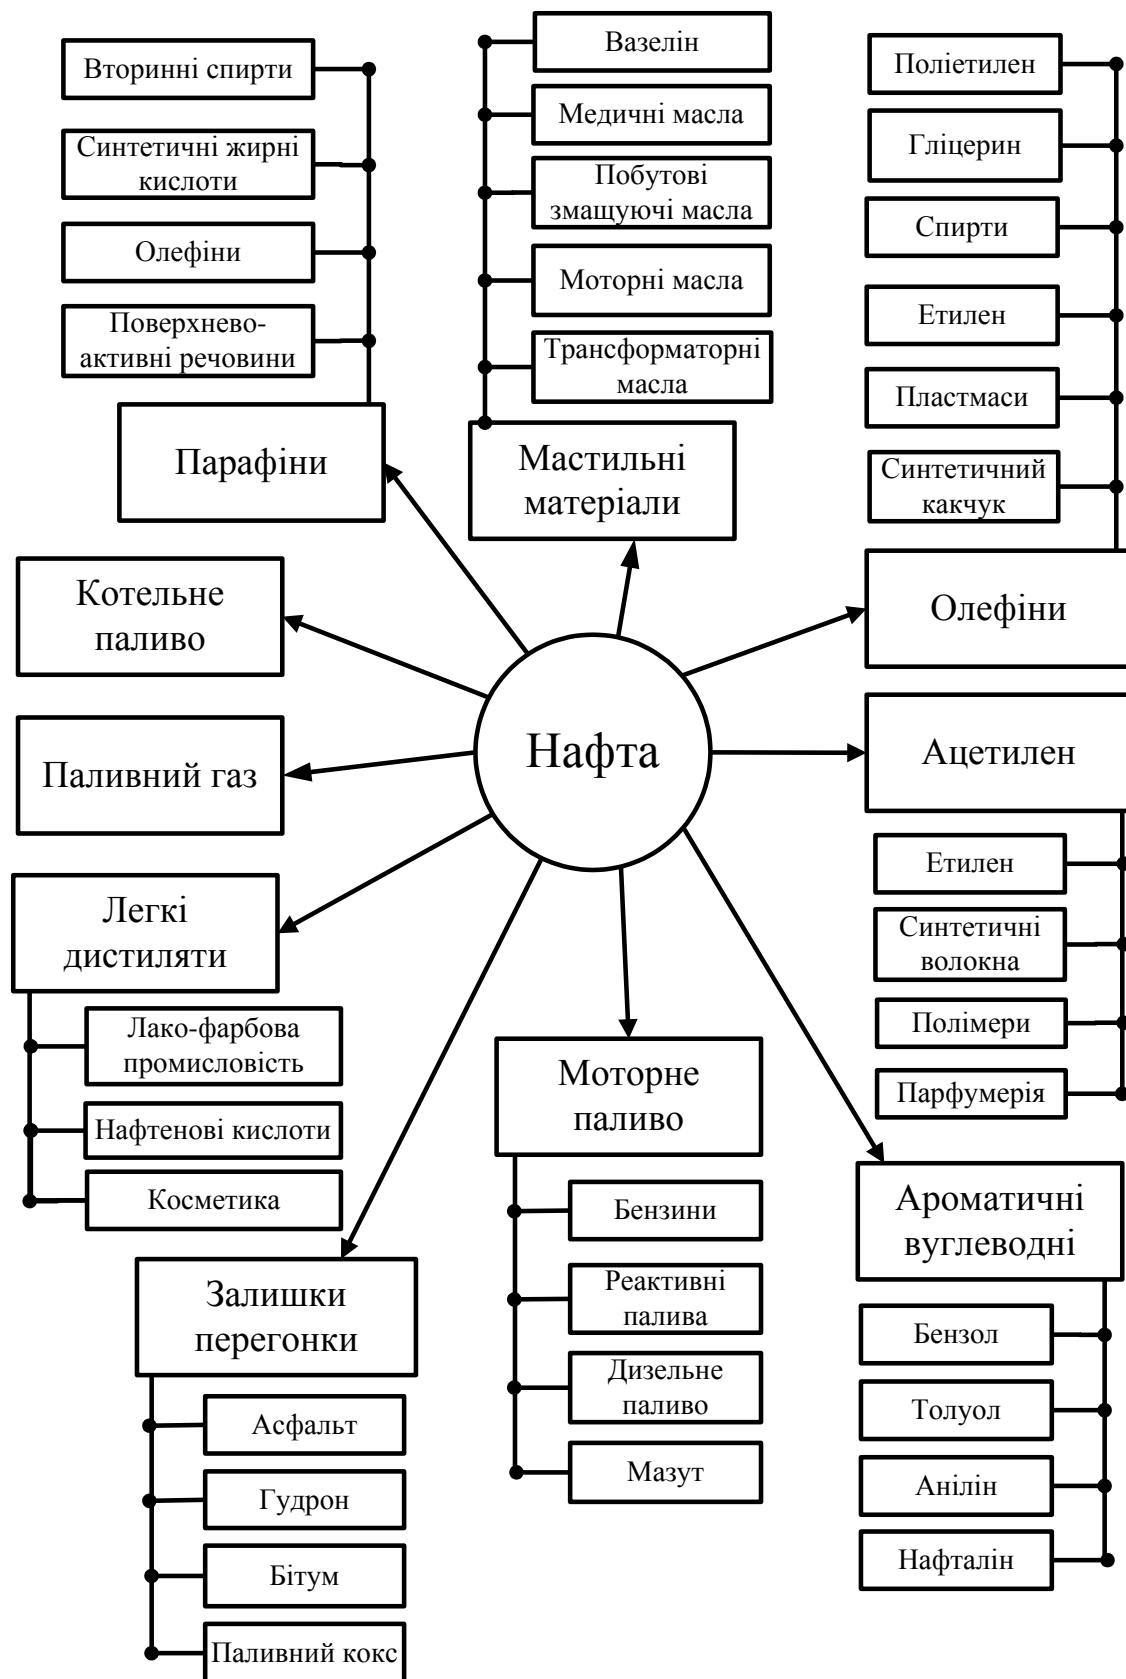 Вторинні спирти
Синтетичні жирні
кислоти
Олефіни
Поверхнево-
активні речовини
Парафіни
Вазелін
Медичні масла
Побутові
змащуючі масла
Моторні масла
Трансформаторні
масла
Мастильні
матеріали
Поліетилен
Гліцерин
Спирти
Етилен
Пластмаси
Синтетичний
какчук
Олефіни
Котельне
паливо
Паливний газ
Нафта
Ацетилен
Етилен
Синтетичні
волокна
Полімери
Парфумерія
Легкі
дистиляти
Лако-фарбова
промисловість
Нафтенові кислоти
Косметика
Залишки
перегонки
Асфальт
Гудрон
Бітум
Паливний кокс
Моторне
паливо
Бензини
Реактивні
палива
Дизельне
паливо
Мазут
Ароматичні
вуглеводні
Бензол
Толуол
Анілін
Нафталін